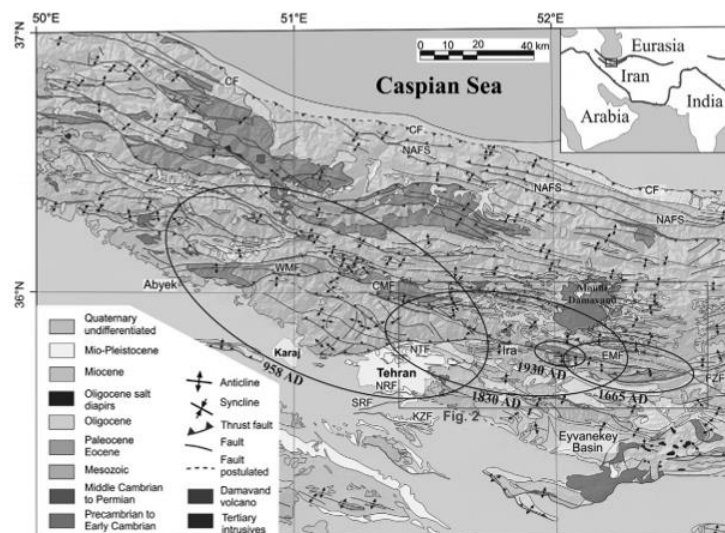 50°E
51°E
52°E
37°N
36°N
0
10
20
40 km
Caspian Sea
Eurasia
Iran
Arabia
India
CF
CF
NAFS
NAFS
CF
NAFS
WMF
Abyek
CMF
Mount
Damavand
Karaj
NTF
Ira
EMF
Tehran
1930 AD
FZF
958 AD
NRF
1830 AD
1665 AD
SRF
KZF
Fig. 2
Eyvanekey
Basin
Quaternary
undifferentiated
Mio-Pleistocene
Miocene
Oligocene salt
diapirs
Oligocene
Paleocene
Eocene
Mesozoic
Middle Cambrian
to Permian
Precambrian to
Early Cambrian
Anticline
Syncline
Thrust fault
Fault
Fault
postulated
Damavand
volcano
Tertiary
intrusives